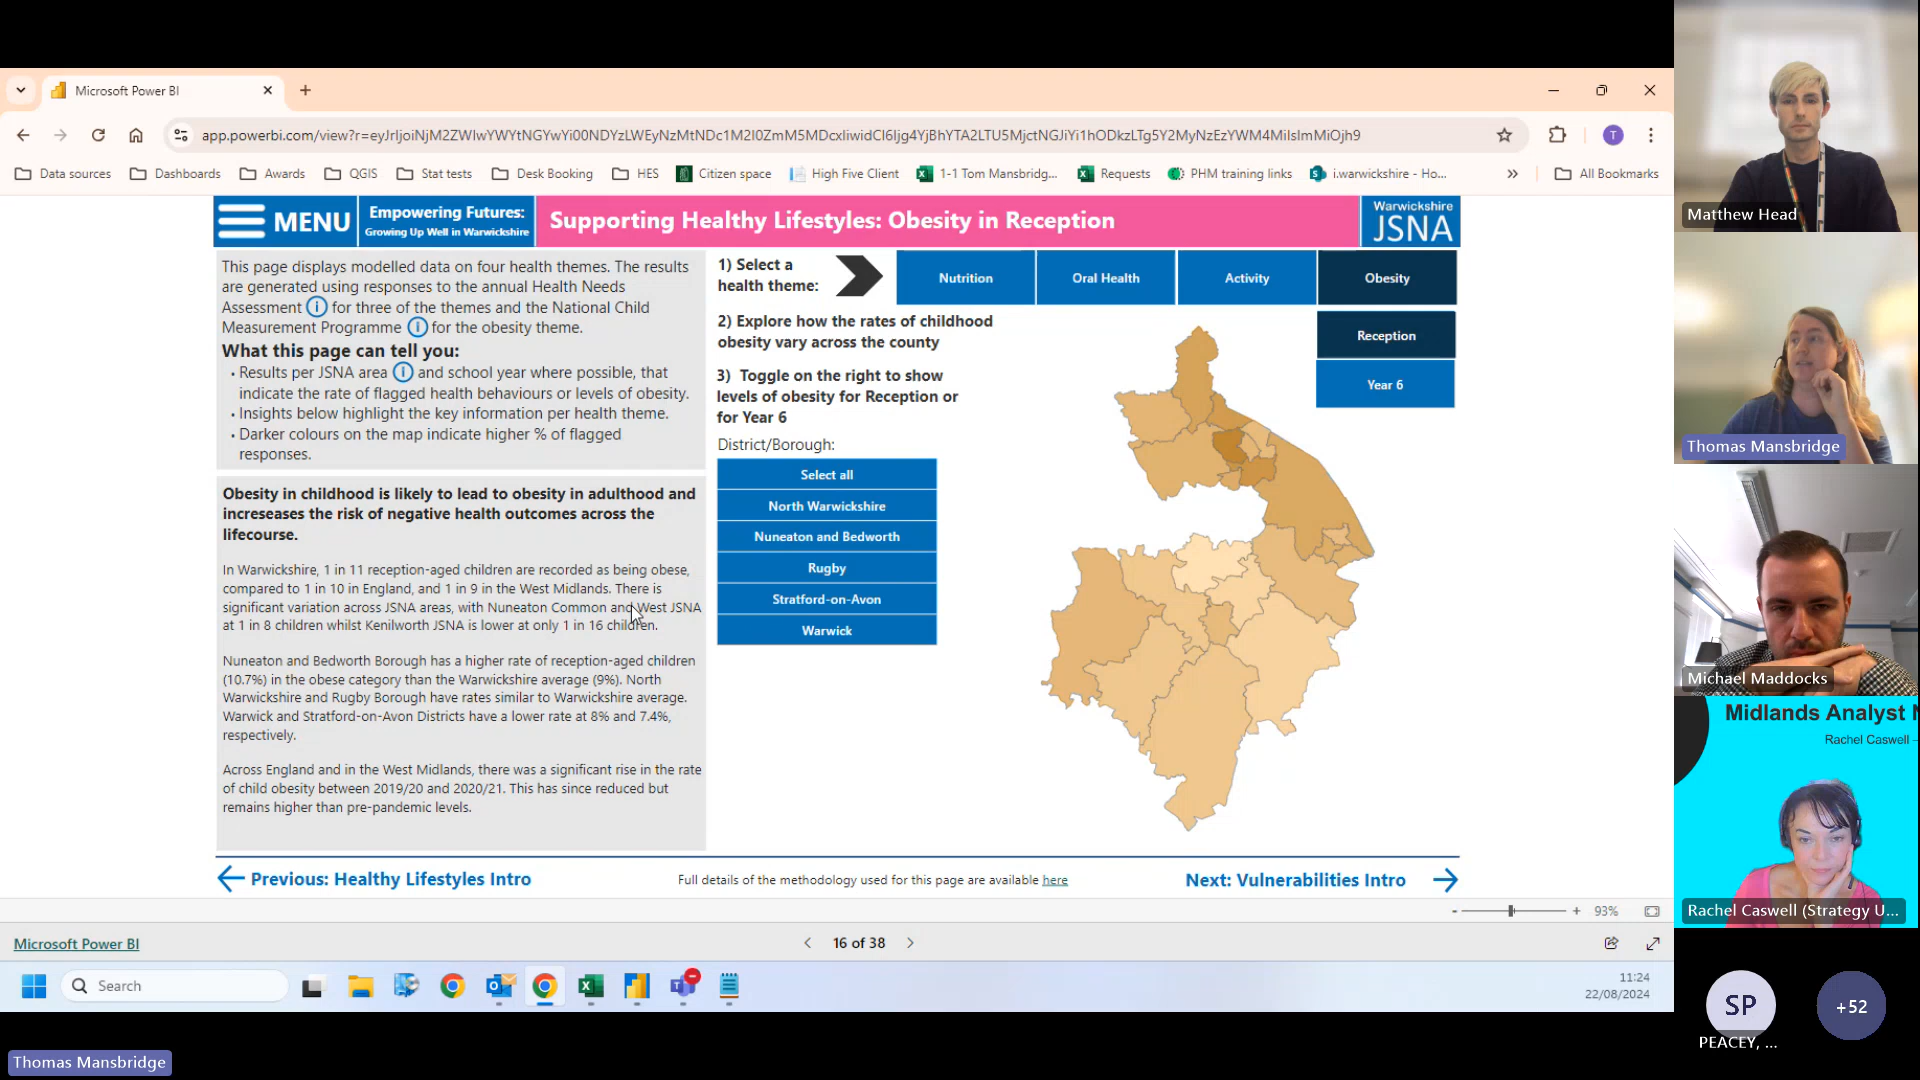 Microsoft Power BI
app.powerbi.com/view?r=eyJrIjoiNjM2ZWIwYWYtNGYwYi00NDYzLWEyNzMtNDc1M2I0ZmM5MDcxIiwidCI6Ijg4YjBhYTA2LTU5MjctNGJiYi1hODkzLTg5Y2MyNzEzYWM4MiIsImMiOjh9
T
Data sources
Dashboards
Awards
QGIS
Stat tests
Desk Booking
HES
Citizen space
High Five Client
1-1 Tom Mansbridg...
Requests
PHM training links
i.warwickshire - Ho...
All Bookmarks
MENU
Empowering Futures:
Growing Up Well in Warwickshire
Supporting Healthy Lifestyles: Obesity in Reception
Warwickshire
JSNA
This page displays modelled data on four health themes. The results
are generated using responses to the annual Health Needs
Assessment i for three of the themes and the National Child
Measurement Programme i for the obesity theme.
What this page can tell you:
• Results per JSNA area i and school year where possible, that
indicate the rate of flagged health behaviours or levels of obesity.
• Insights below highlight the key information per health theme.
• Darker colours on the map indicate higher % of flagged
responses.
Obesity in childhood is likely to lead to obesity in adulthood and
increseases the risk of negative health outcomes across the
lifecourse.
In Warwickshire, 1 in 11 reception-aged children are recorded as being obese,
compared to 1 in 10 in England, and 1 in 9 in the West Midlands. There is
significant variation across JSNA areas, with Nuneaton Common and West JSNA
at 1 in 8 children whilst Kenilworth JSNA is lower at only 1 in 16 children.
Nuneaton and Bedworth Borough has a higher rate of reception-aged children
(10.7%) in the obese category than the Warwickshire average (9%). North
Warwickshire and Rugby Borough have rates similar to Warwickshire average.
Warwick and Stratford-on-Avon Districts have a lower rate at 8% and 7.4%,
respectively.
Across England and in the West Midlands, there was a significant rise in the rate
of child obesity between 2019/20 and 2020/21. This has since reduced but
remains higher than pre-pandemic levels.
1) Select a
health theme:
Nutrition
Oral Health
Activity
Obesity
Reception
Year 6
2) Explore how the rates of childhood
obesity vary across the county
3) Toggle on the right to show
levels of obesity for Reception or
for Year 6
District/Borough:
Select all
North Warwickshire
Nuneaton and Bedworth
Rugby
Stratford-on-Avon
Warwick
Previous: Healthy Lifestyles Intro
Full details of the methodology used for this page are available here
Next: Vulnerabilities Intro
- + 93%
Microsoft Power BI
16 of 38
Search
11:24
22/08/2024
Thomas Mansbridge
Matthew Head
Thomas Mansbridge
Michael Maddocks
Midlands Analyst N
Rachel Caswell –
Rachel Caswell (Strategy U...
SP
PEACEY, ...
+52